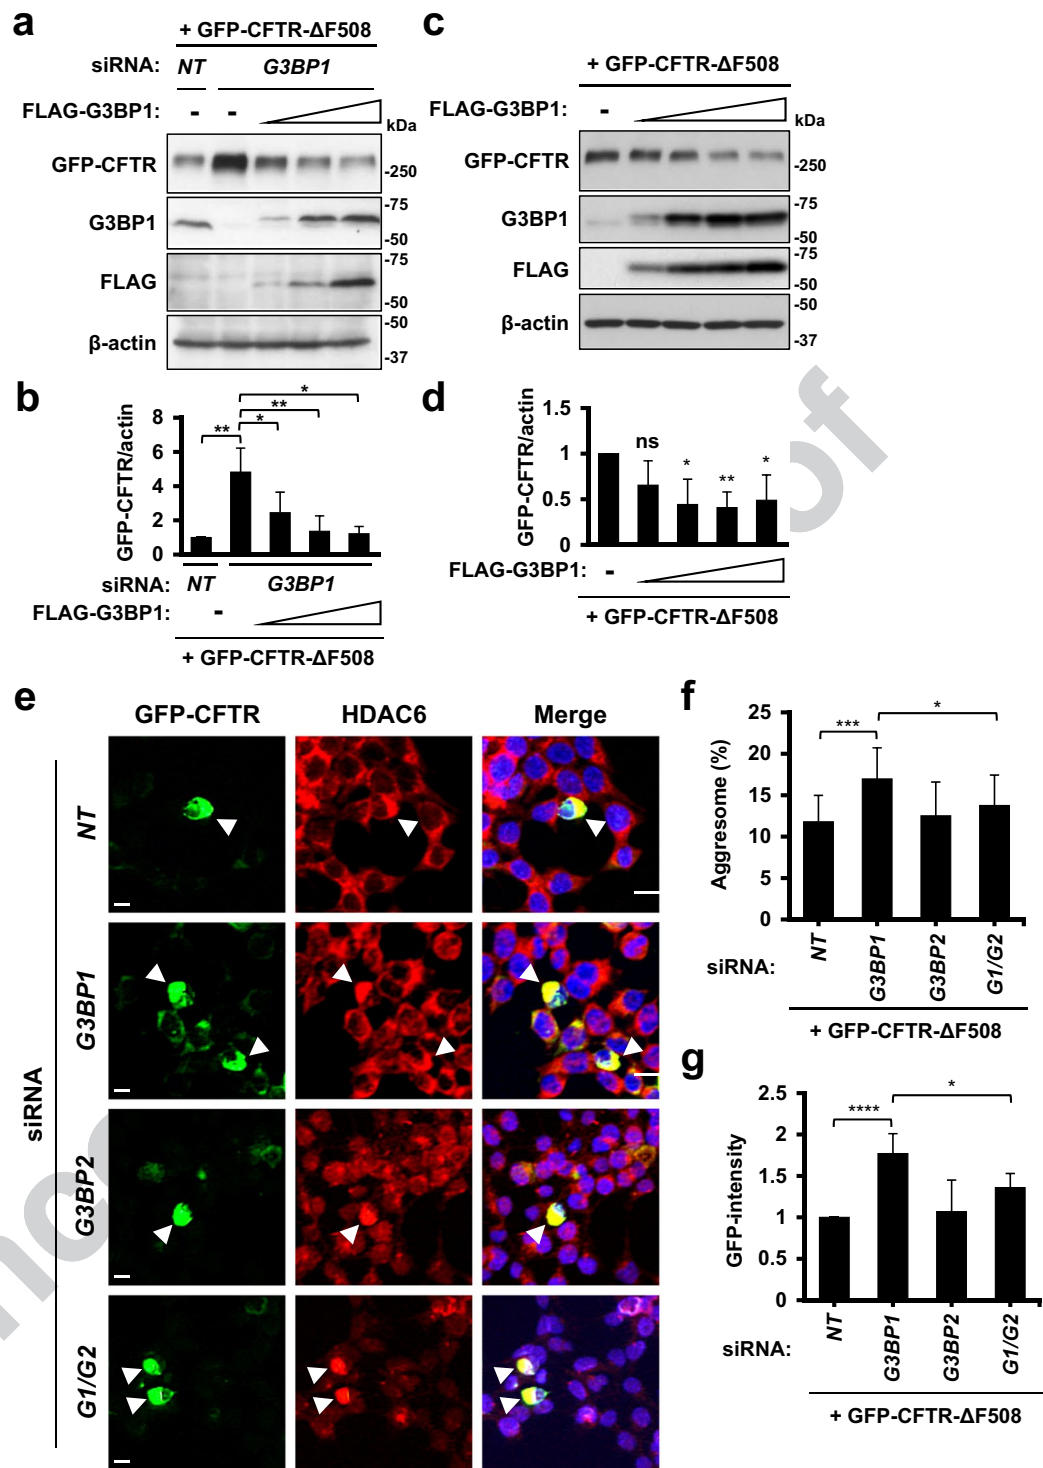 a
+ GFP-CFTR-ΔF508
siRNA: NT G3BP1
FLAG-G3BP1: - -
kDa
GFP-CFTR
-250
G3BP1
-75
-50
FLAG
-75
-50
β-actin
-50
-37
c
+ GFP-CFTR-ΔF508
FLAG-G3BP1: -
kDa
GFP-CFTR
-250
G3BP1
-75
-50
FLAG
-75
-50
β-actin
-50
-37
b
GFP-CFTR/actin
8
6
4
2
0
** * ** *
siRNA: NT G3BP1
FLAG-G3BP1: -
+ GFP-CFTR-ΔF508
d
GFP-CFTR/actin
1.5
1
0.5
0
ns * ** *
FLAG-G3BP1: -
+ GFP-CFTR-ΔF508
e
GFP-CFTR HDAC6 Merge
siRNA
NT
G3BP1
G3BP2
G1/G2
f
Aggresome (%)
25
20
15
10
5
0
*** *
siRNA: NT G3BP1 G3BP2 G1/G2
+ GFP-CFTR-ΔF508
g
GFP-intensity
2.5
2
1.5
1
0.5
0
**** *
siRNA: NT G3BP1 G3BP2 G1/G2
+ GFP-CFTR-ΔF508
of